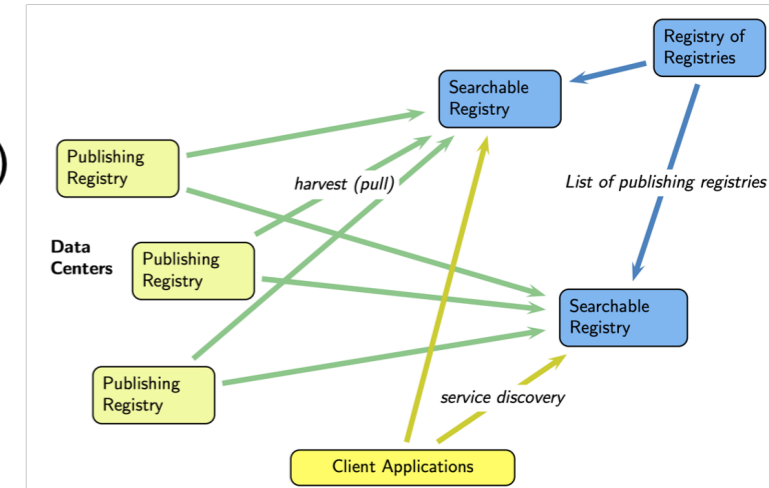 Registry of
Registries
Searchable
Registry
Publishing
Registry
harvest (pull)
List of publishing registries
Data
Centers
Publishing
Registry
Searchable
Registry
Publishing
Registry
service discovery
Client Applications
)